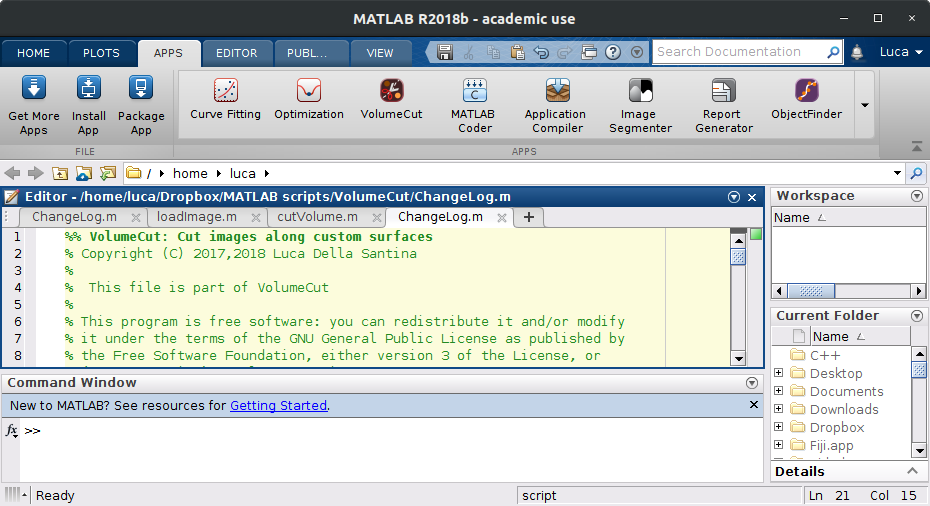 MATLAB R2018b - academic use
HOME PLOTS APPS EDITOR PUBL... VIEW Search Documentation Luca
Get More Apps Install App Package App Curve Fitting Optimization VolumeCut MATLAB Coder Application Compiler Image Segmenter Report Generator ObjectFinder
FILE APPS
/ home luca
Editor - /home/luca/Dropbox/MATLAB scripts/VolumeCut/ChangeLog.m
ChangeLog.m loadImage.m cutVolume.m ChangeLog.m +
1 %% VolumeCut: Cut images along custom surfaces
2 % Copyright (C) 2017,2018 Luca Della Santina
3 %
4 % This file is part of VolumeCut
5 %
6 % This program is free software: you can redistribute it and/or modify
7 % it under the terms of the GNU General Public License as published by
8 % the Free Software Foundation, either version 3 of the License, or
Workspace
Name
Current Folder
Name
C++
Desktop
Documents
Downloads
Dropbox
Fiji.app
Details
Command Window
New to MATLAB? See resources for Getting Started.
fx >>
Ready script Ln 21 Col 15